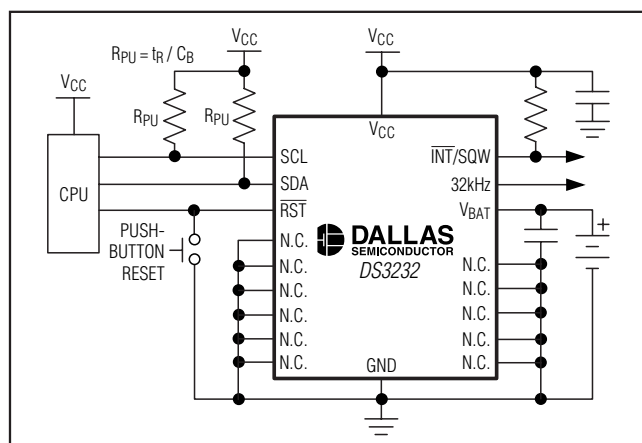 RPU = tR / CB
VCC
VCC
VCC
RPU
RPU
CPU
VCC
SCL
SDA
RST
N.C.
N.C.
N.C.
N.C.
N.C.
N.C.
PUSH-
BUTTON
RESET
DALLAS
SEMICONDUCTOR
DS3232
INT/SQW
32kHz
VBAT
N.C.
N.C.
N.C.
N.C.
N.C.
GND
+